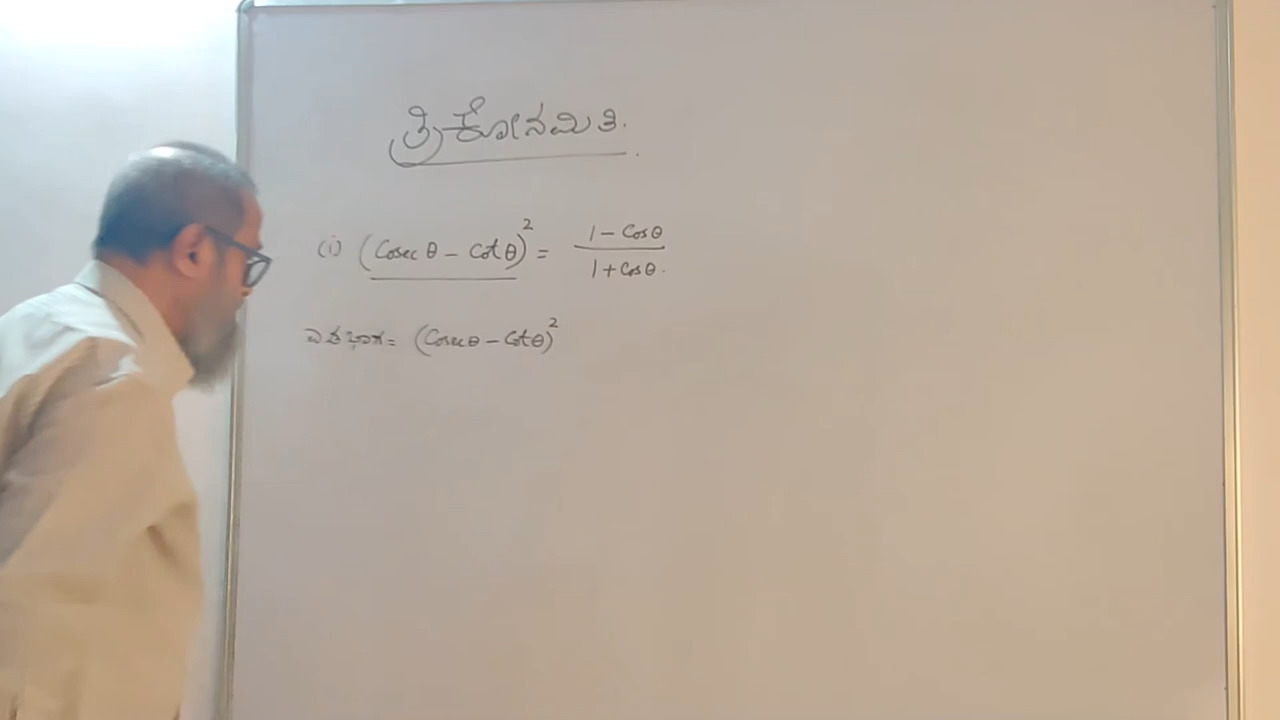 ತ್ರಿಕೋನಮಿತಿ.
(i) (Cosec θ – Cot θ)² = 1 – Cos θ / 1 + Cos θ.
ಎಡಭಾಗ = (Cosec θ – Cot θ)²